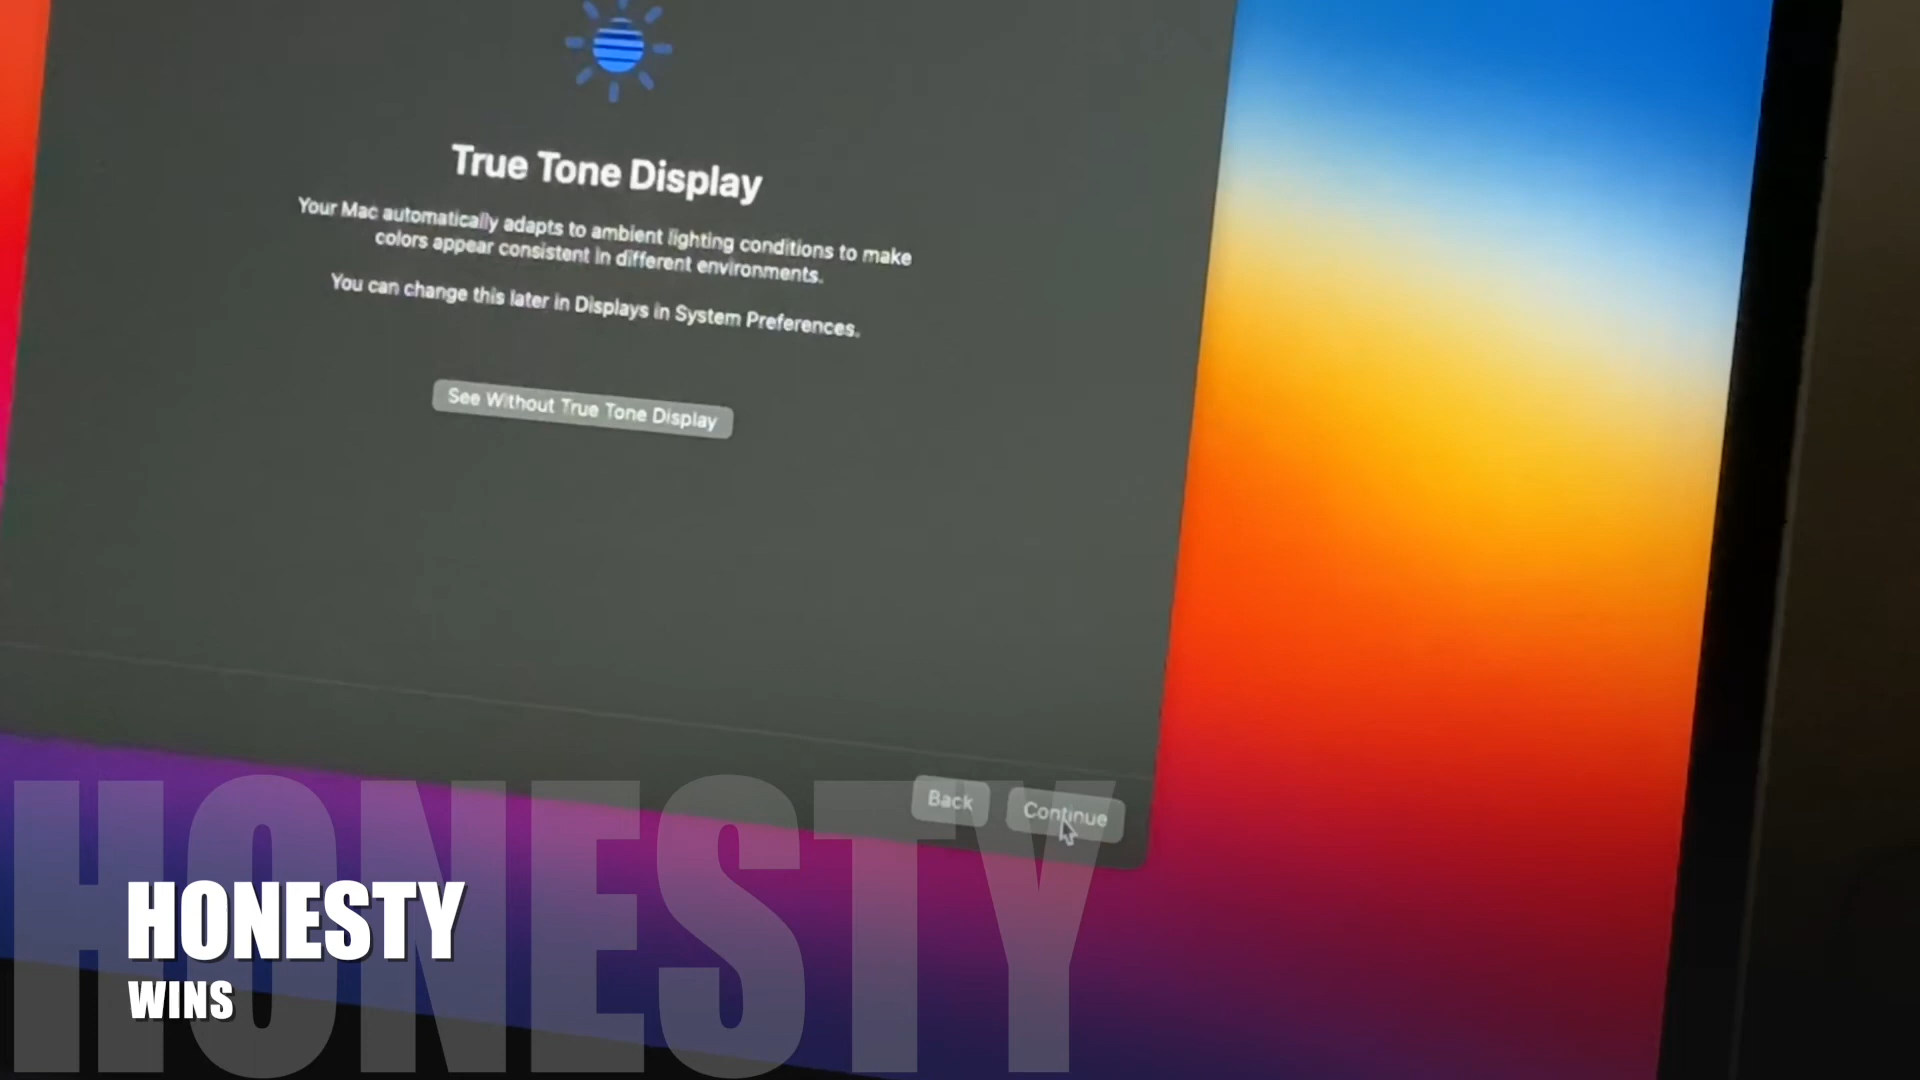 True Tone Display
Your Mac automatically adapts to ambient lighting conditions to make
colors appear consistent in different environments.
You can change this later in Displays in System Preferences.
See Without True Tone Display
Back
Continue
HONESTY
HONESTY
WINS